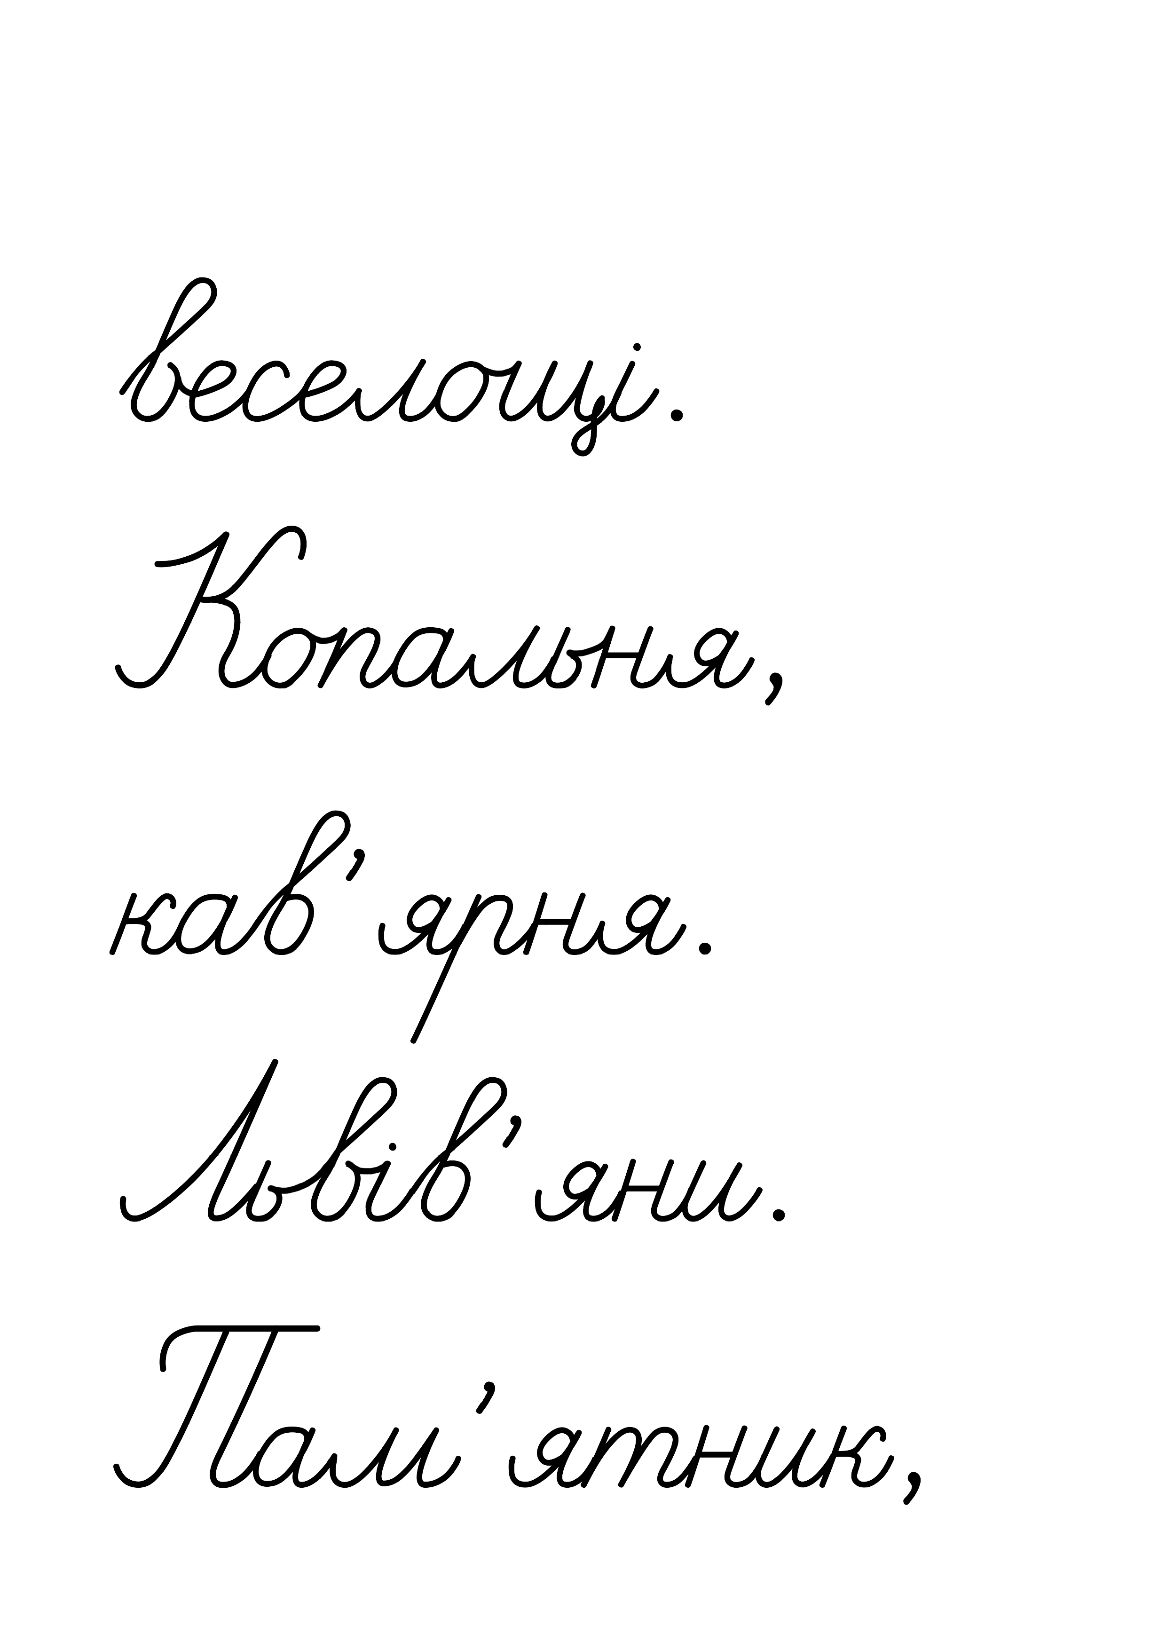 веселощі.
Копальня,
кав’ярня.
Львів’яни.
Пам’ятник,